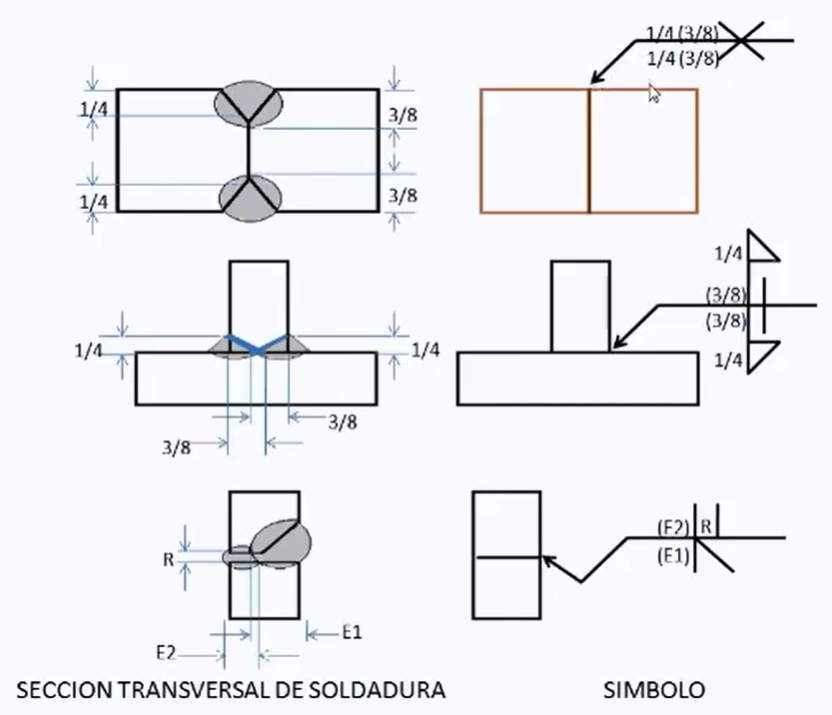 1/4 (3/8)
1/4 (3/8)
1/4
3/8
1/4
3/8
1/4
(3/8)
(3/8)
1/4
1/4
1/4
3/8
3/8
(E2) R
(E1)
R
E1
E2
SECCION TRANSVERSAL DE SOLDADURA
SIMBOLO